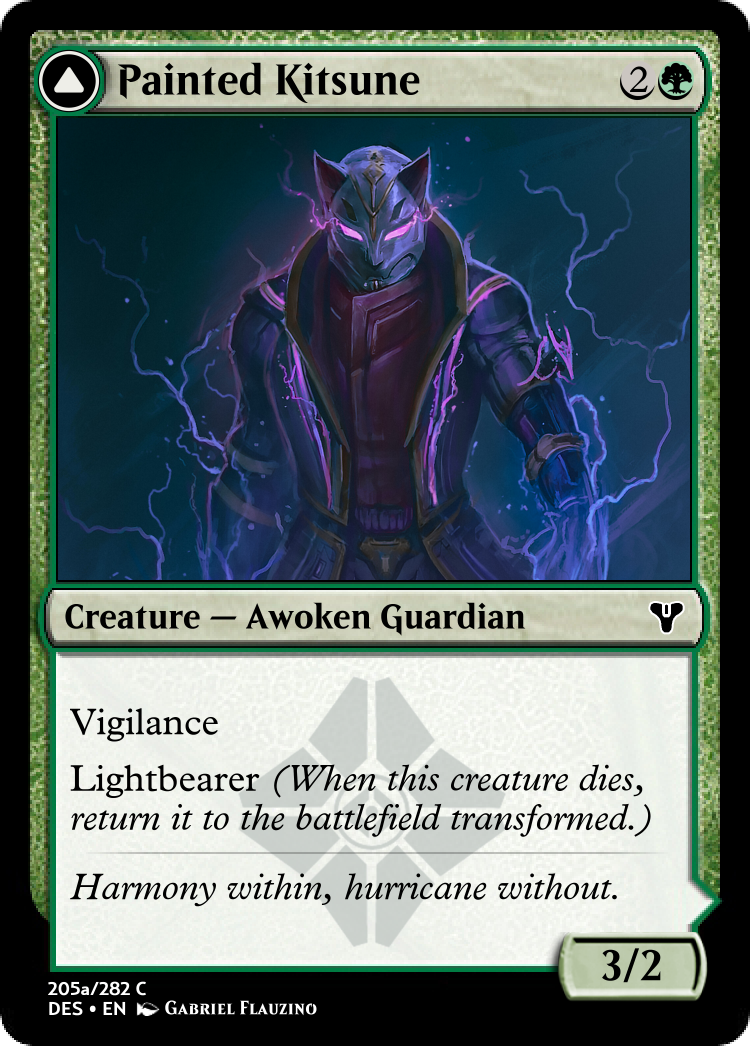 Painted Kitsune 2
Creature — Awoken Guardian
Vigilance
Lightbearer (When this creature dies,
return it to the battlefield transformed.)
Harmony within, hurricane without.
3/2
205a/282 C
DES • EN Gabriel Flauzino